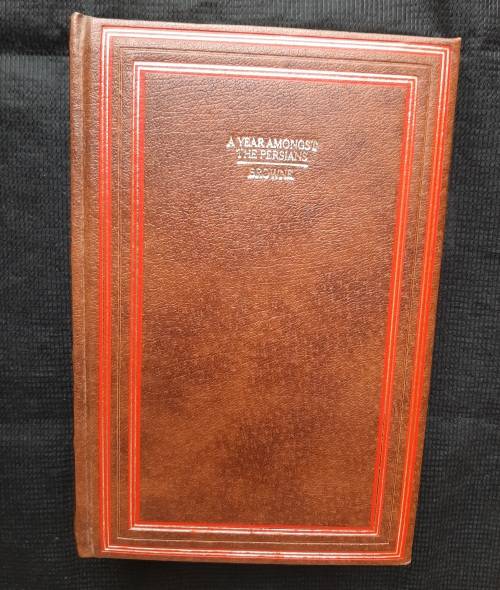 A YEAR AMONGST
THE PERSIANS
BROWNE